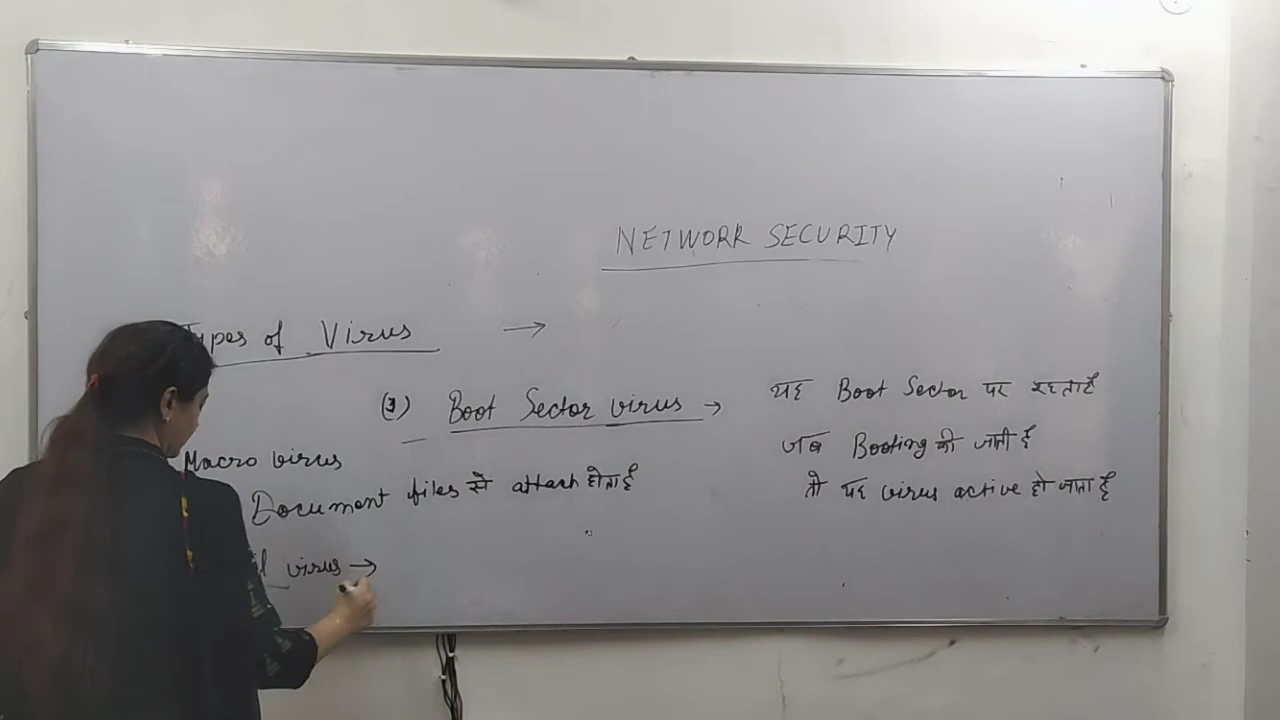 NETWORK SECURITY
Types of Virus →
(1) Boot Sector virus → यह Boot Sector पर रहता है
जब Booting की जाती है
तो यह virus active हो जाता है
Macro virus
Document files से attach होता है
virus →